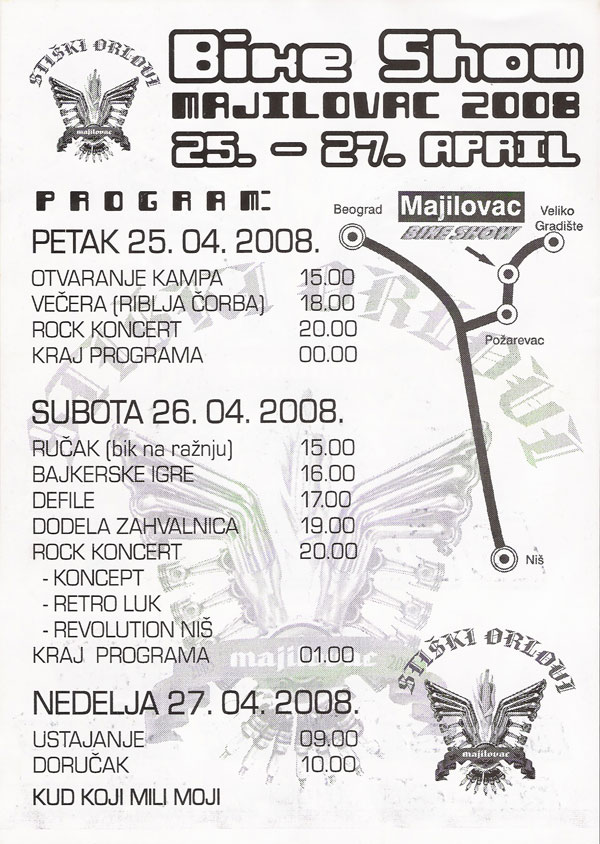 STIŠKI ORLOVI
majilovac
Bike Show
MAJILOVAC 2008
25. - 27. APRIL
PROGRAM:
Beograd
Majilovac
BIKE SHOW
Veliko
Gradište
Požarevac
Niš
PETAK 25. 04. 2008.
OTVARANJE KAMPA 15.00
VEČERA (RIBLJA ČORBA) 18.00
ROCK KONCERT 20.00
KRAJ PROGRAMA 00.00
STIŠKI ORLOVI
SUBOTA 26. 04. 2008.
RUČAK (bik na ražnju) 15.00
BAJKERSKE IGRE 16.00
DEFILE 17.00
DODELA ZAHVALNICA 19.00
ROCK KONCERT 20.00
- KONCEPT
- RETRO LUK
- REVOLUTION NIŠ
KRAJ PROGRAMA 01.00
majilovac
NEDELJA 27. 04. 2008.
USTAJANJE 09.00
DORUČAK 10.00
KUD KOJI MILI MOJI
STIŠKI ORLOVI
majilovac